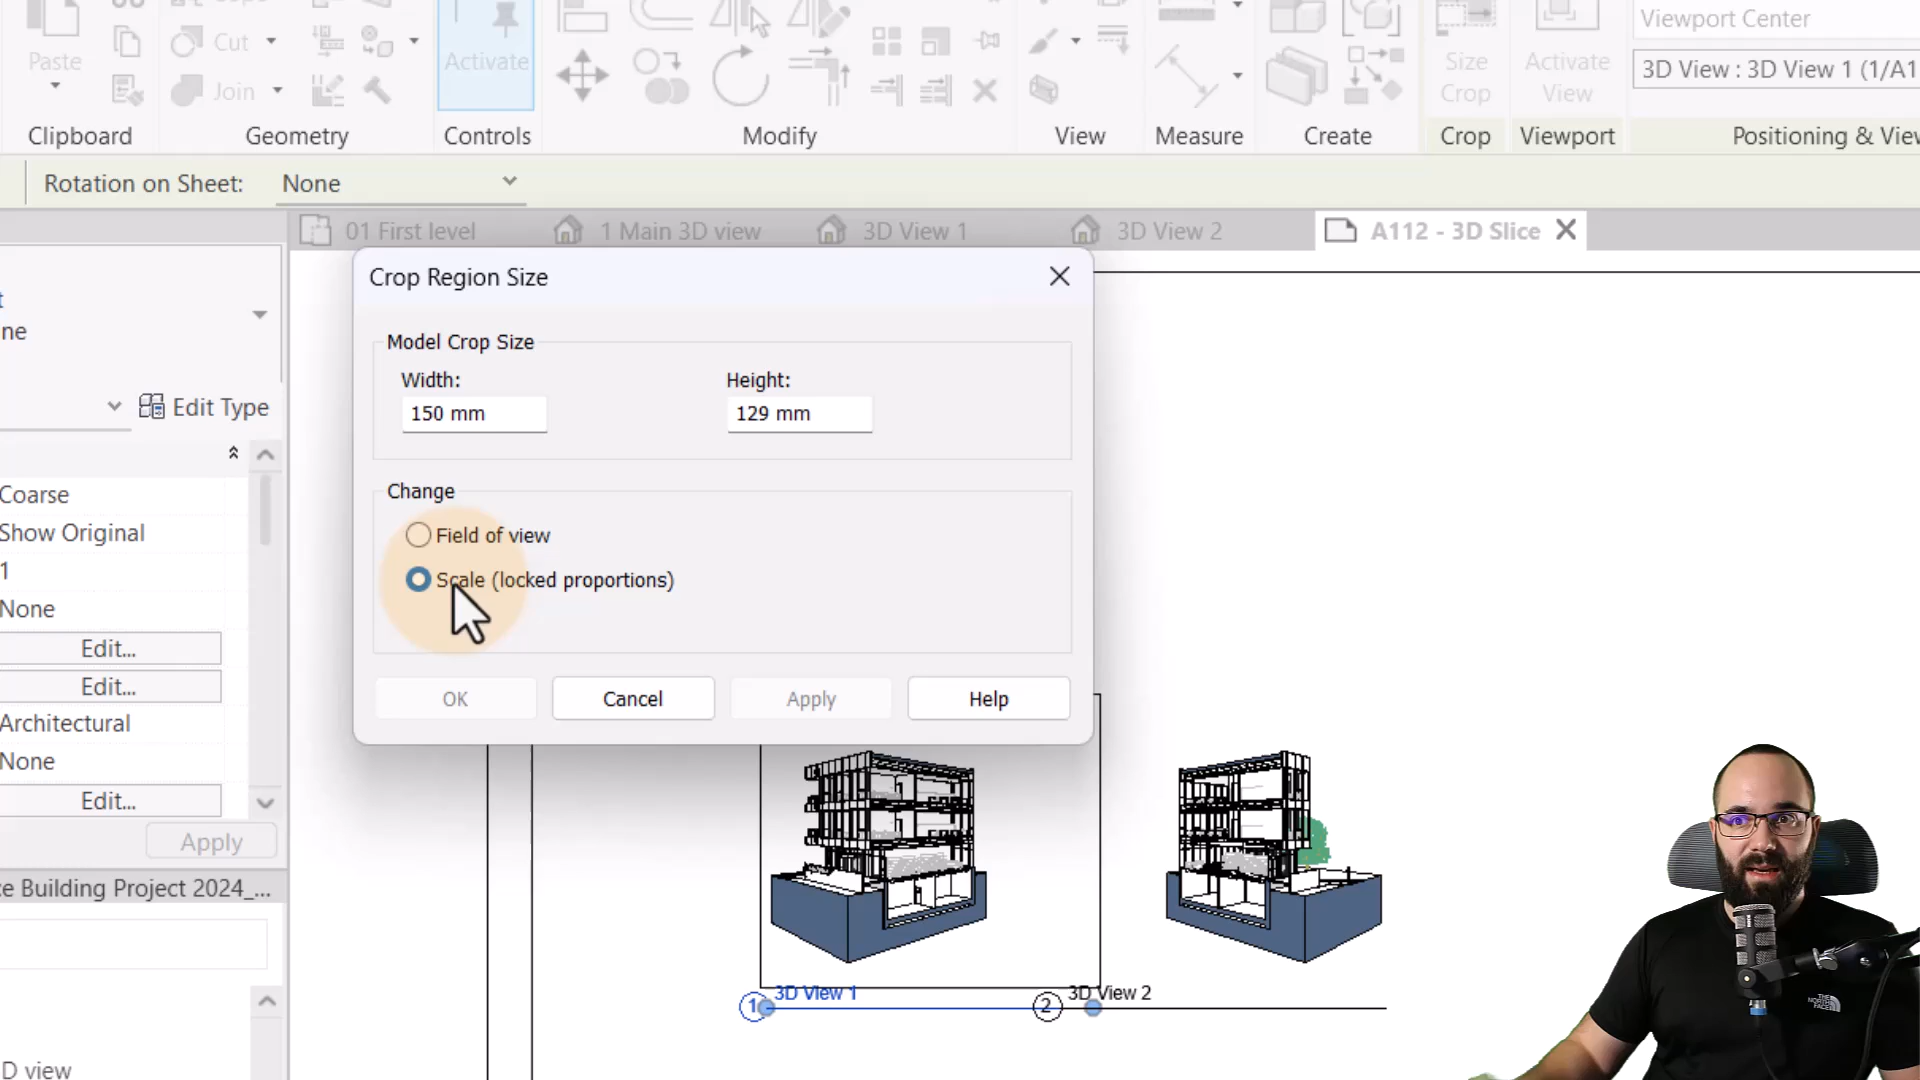 Paste
Cut
Join
Activate
Size
Crop
Activate
View
Viewport Center
3D View : 3D View 1 (1/A1
Clipboard
Geometry
Controls
Modify
View
Measure
Create
Crop
Viewport
Positioning & View
Rotation on Sheet:
None
01 First level
1 Main 3D view
3D View 1
3D View 2
A112 - 3D Slice
Crop Region Size
Model Crop Size
Width:
Height:
150 mm
129 mm
Change
Field of view
Scale (locked proportions)
OK
Cancel
Apply
Help
t
ne
Edit Type
Coarse
Show Original
1
None
Edit...
Edit...
Architectural
None
Edit...
Apply
ce Building Project 2024_...
D view
1
3D View 1
2
3D View 2
THE
NORTH
FACE